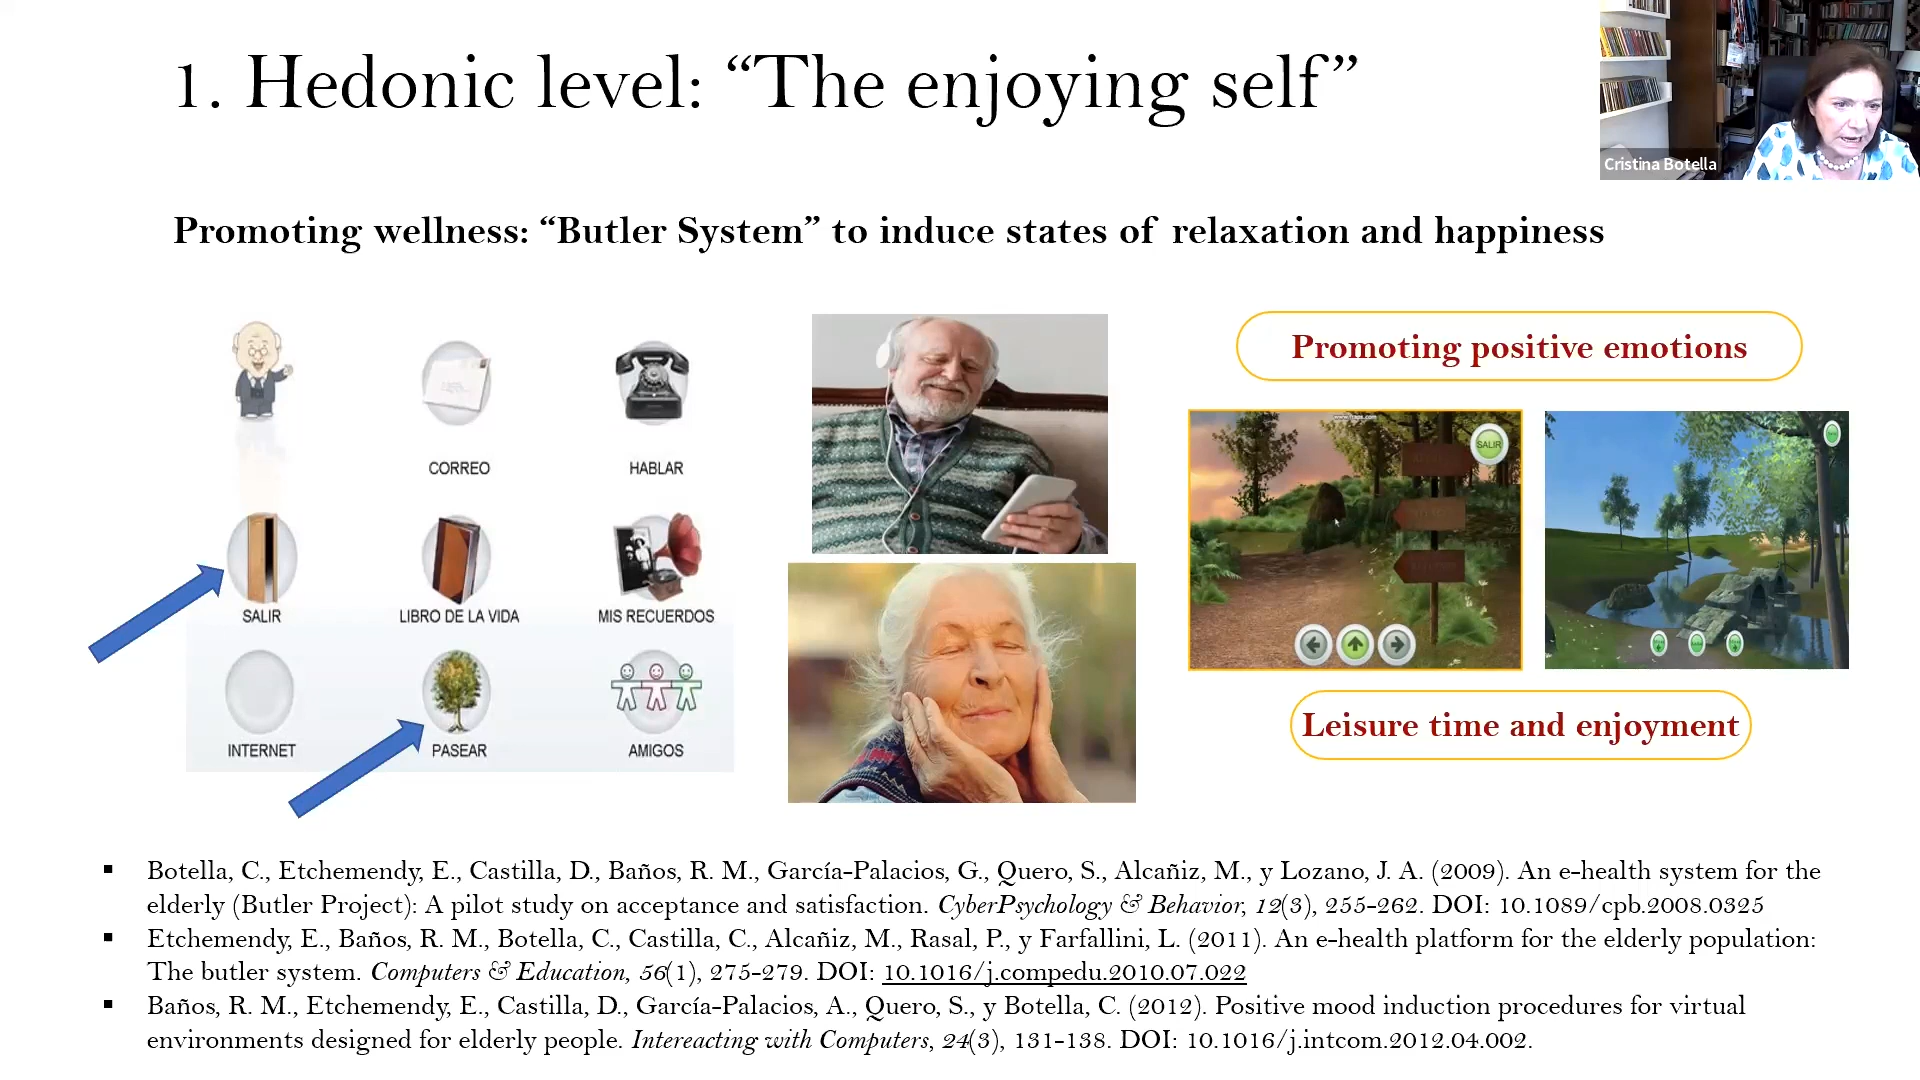 1. Hedonic level: “The enjoying self”
Cristina Botella
Promoting wellness: “Butler System” to induce states of relaxation and happiness
CORREO
HABLAR
SALIR
LIBRO DE LA VIDA
MIS RECUERDOS
INTERNET
PASEAR
AMIGOS
Promoting positive emotions
SALIR
Leisure time and enjoyment
▪ Botella, C., Etchemendy, E., Castilla, D., Baños, R. M., García-Palacios, G., Quero, S., Alcañiz, M., y Lozano, J. A. (2009). An e-health system for the
elderly (Butler Project): A pilot study on acceptance and satisfaction. CyberPsychology & Behavior, 12(3), 255-262. DOI: 10.1089/cpb.2008.0325
▪ Etchemendy, E., Baños, R. M., Botella, C., Castilla, C., Alcañiz, M., Rasal, P., y Farfallini, L. (2011). An e-health platform for the elderly population:
The butler system. Computers & Education, 56(1), 275-279. DOI: 10.1016/j.compedu.2010.07.022
▪ Baños, R. M., Etchemendy, E., Castilla, D., García-Palacios, A., Quero, S., y Botella, C. (2012). Positive mood induction procedures for virtual
environments designed for elderly people. Intereacting with Computers, 24(3), 131-138. DOI: 10.1016/j.intcom.2012.04.002.